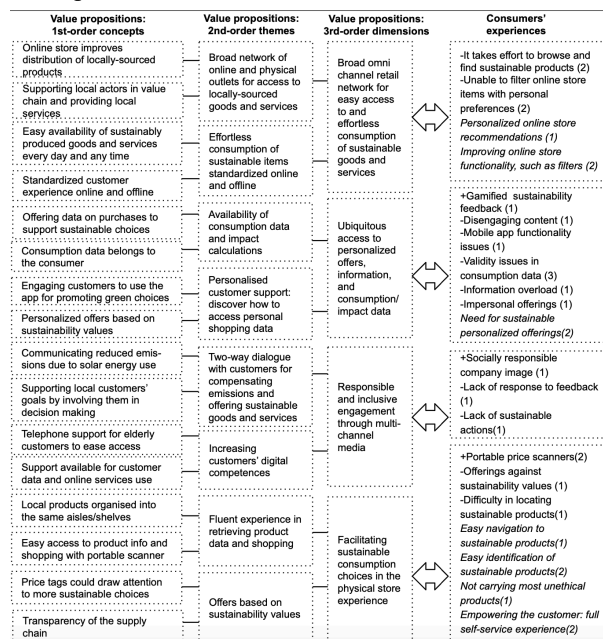 Value propositions:
1st-order concepts
Value propositions:
2nd-order themes
Value propositions:
3rd-order dimensions
Consumers'
experiences
Online store improves
distribution of locally-sourced
products
Supporting local actors in value
chain and providing local
services
Easy availability of sustainably
produced goods and services
every day and any time
Standardized customer
experience online and offline
Offering data on purchases to
support sustainable choices
Consumption data belongs
to the consumer
Engaging customers to use the
app for promoting green choices
Personalized offers based on
sustainability values
Communicating reduced emis-
sions due to solar energy use
Supporting local customers'
goals by involving them in
decision making
Telephone support for elderly
customers to ease access
Support available for customer
data and online services use
Local products organised into
the same aisles/shelves
Easy access to product info and
shopping with portable scanner
Price tags could draw attention
to more sustainable choices
Transparency of the supply
chain
Broad network of
online and physical
outlets for access to
locally-sourced
goods and services
Effortless
consumption of
sustainable items
standardized online
and offline
Availability of
consumption data
and impact
calculations
Personalised
customer support:
discover how to
access personal
shopping data
Two-way dialogue
with customers for
compensating
emissions and
offering sustainable
goods and services
Increasing
customers' digital
competences
Fluent experience in
retrieving product
data and shopping
Offers based on
sustainability values
Broad omni
channel retail
network for
easy access
to and
effortless
consumption
of sustainable
goods and
services
Ubiquitous
access to
personalized
offers,
information,
and
consumption/
impact data
Responsible
and inclusive
engagement
through multi-
channel
media
Facilitating
sustainable
consumption
choices in the
physical store
experience
-It takes effort to browse and
find sustainable products (2)
-Unable to filter online store
items with personal
preferences (2)
Personalized online store
recommendations (1)
Improving online store
functionality, such as filters (2)
+Gamified sustainability
feedback (1)
-Disengaging content (1)
-Mobile app functionality
issues (1)
-Validity issues in
consumption data (3)
-Information overload (1)
-Impersonal offerings (1)
Need for sustainable
personalized offerings(2)
+Socially responsible
company image (1)
-Lack of response to feedback
(1)
-Lack of sustainable
actions(1)
+Portable price scanners(2)
-Offerings against
sustainability values (1)
-Difficulty in locating
sustainable products(1)
Easy navigation to
sustainable products(1)
Easy identification of
sustainable products(2)
Not carrying most unethical
products(1)
Empowering the customer: full
self-service experience(2)